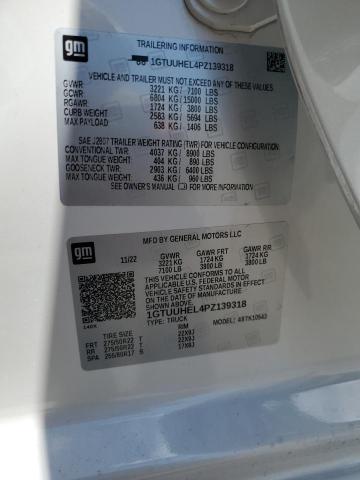 gm
TRAILERING INFORMATION
1GTUUHEL4PZ139318
VEHICLE AND TRAILER MUST NOT EXCEED ANY OF THESE WEIGHTS
GVWR: 3221 KG/ 7100 LBS
GCWR: 6804 KG/ 15000 LBS
RGAWR: 1724 KG/ 3800 LBS
CURB WEIGHT: 2583 KG/ 5694 LBS
MAX PAYLOAD 638 KG/ 1406 LBS
SAE J2807 TRAILER WEIGHT RATING (TWR) FOR VEHICLE CONFIGURATION:
CONVENTIONAL TWR: 4037 KG/ 8900 LBS
MAX TONGUE WEIGHT: 404 KG/ 890 LBS
GOOSENECK TWR: 2903 KG/ 6400 LBS
MAX TONGUE WEIGHT: 436 KG/ 960 LBS
SEE OWNER'S MANUAL FOR MORE INFORMATION
gm
MFD BY GENERAL MOTORS LLC
11/22 GVWR GAWR FRT GAWR RR
3221 KG 1724 KG 1724 KG
7100 LB 3800 LB 3800 LB
THIS VEHICLE CONFORMS TO ALL APPLICABLE
U.S. FEDERAL MOTOR VEHICLE SAFETY
STANDARDS IN EFFECT ON THE DATE OF
MANUFACTURE SHOWN ABOVE.
1GTUUHEL4PZ139318
TYPE: TRUCK
TIRE SIZE RIM
FRT 275/50R22 T 22X9J
RR 275/50R22 T 22X9J
SPA 255/80R17 S 17X8J